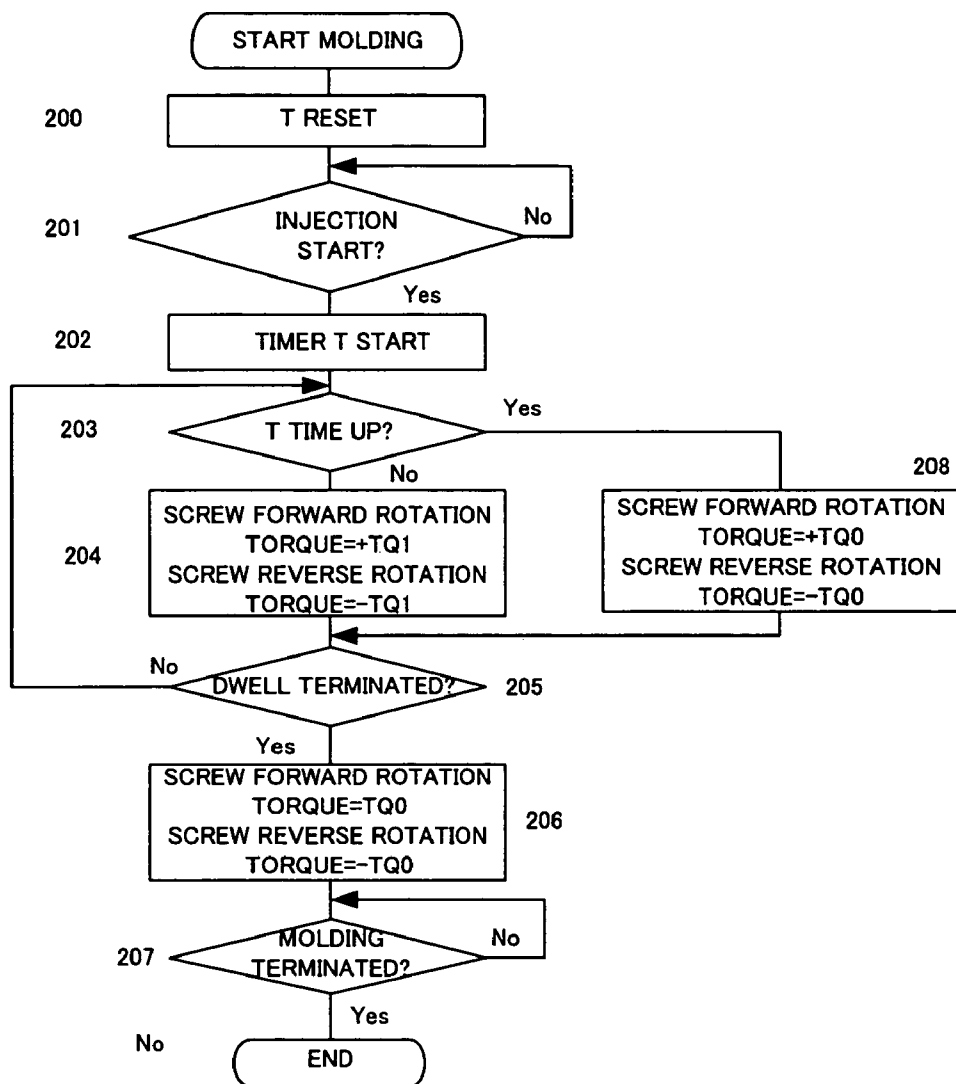 START MOLDING
200
T RESET
201
INJECTION
START?
No
Yes
202
TIMER T START
203
T TIME UP?
Yes
No
204
SCREW FORWARD ROTATION
TORQUE=+TQ1
SCREW REVERSE ROTATION
TORQUE=-TQ1
208
SCREW FORWARD ROTATION
TORQUE=+TQ0
SCREW REVERSE ROTATION
TORQUE=-TQ0
No
DWELL TERMINATED?
205
Yes
SCREW FORWARD ROTATION
TORQUE=TQ0
SCREW REVERSE ROTATION
TORQUE=-TQ0
206
207
MOLDING
TERMINATED?
No
Yes
No
END